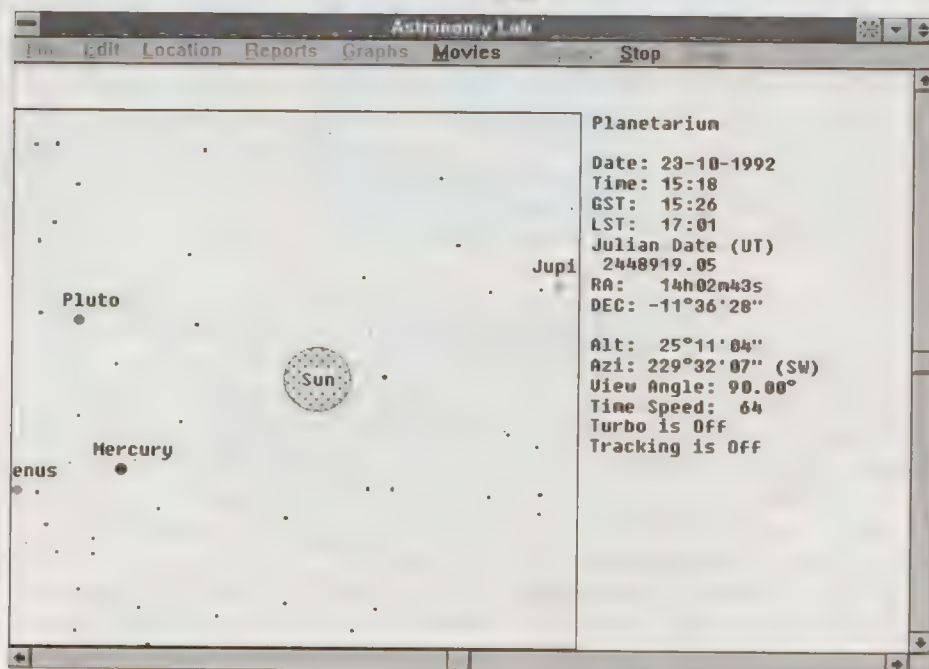 Astronomy Lab
Edit Location Reports Graphs Movies Stop
Planetarium
Date: 23-10-1992
Time: 15:18
GST: 15:26
LST: 17:01
Julian Date (UT)
2448919.05
RA: 14h02m43s
DEC: -11°36'28"
Alt: 25°11'04"
Azi: 229°32'07" (SW)
View Angle: 90.00°
Time Speed: 64
Turbo is Off
Tracking is Off
Jupi
Pluto
Sun
Mercury
enus